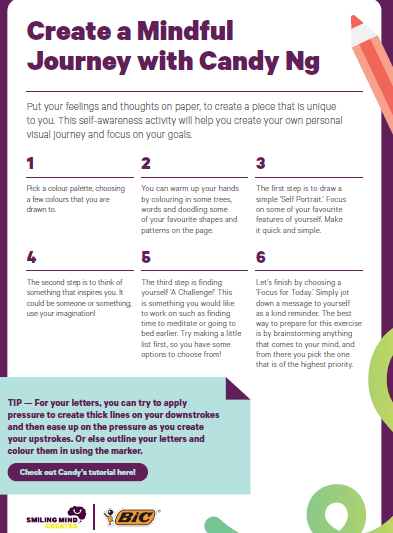 Create a Mindful
Journey with Candy Ng
Put your feelings and thoughts on paper, to create a piece that is unique
to you. This self-awareness activity will help you create your own personal
visual journey and focus on your goals.
1
Pick a colour palette, choosing
a few colours that you are
drawn to.
2
You can warm up your hands
by colouring in some trees,
words and doodling some
of your favourite shapes and
patterns on the page.
3
The first step is to draw a
simple ‘Self Portrait.’ Focus
on some of your favourite
features of yourself. Make
it quick and simple.
4
The second step is to think of
something that inspires you. It
could be someone or something,
use your imagination!
5
The third step is finding
yourself ‘A Challenge!’ This
is something you would like
to work on such as finding
time to meditate or going to
bed earlier. Try making a little
list first, so you have some
options to choose from!
6
Let’s finish by choosing a
‘Focus for Today.’ Simply jot
down a message to yourself
as a kind reminder. The best
way to prepare for this exercise
is by brainstorming anything
that comes to your mind, and
from there you pick the one
that is of the highest priority.
TIP — For your letters, you can try to apply
pressure to create thick lines on your downstrokes
and then ease up on the pressure as you create
your upstrokes. Or else outline your letters and
colour them in using the marker.
Check out Candy’s tutorial here!
SMILING MIND
CREATES
BiC